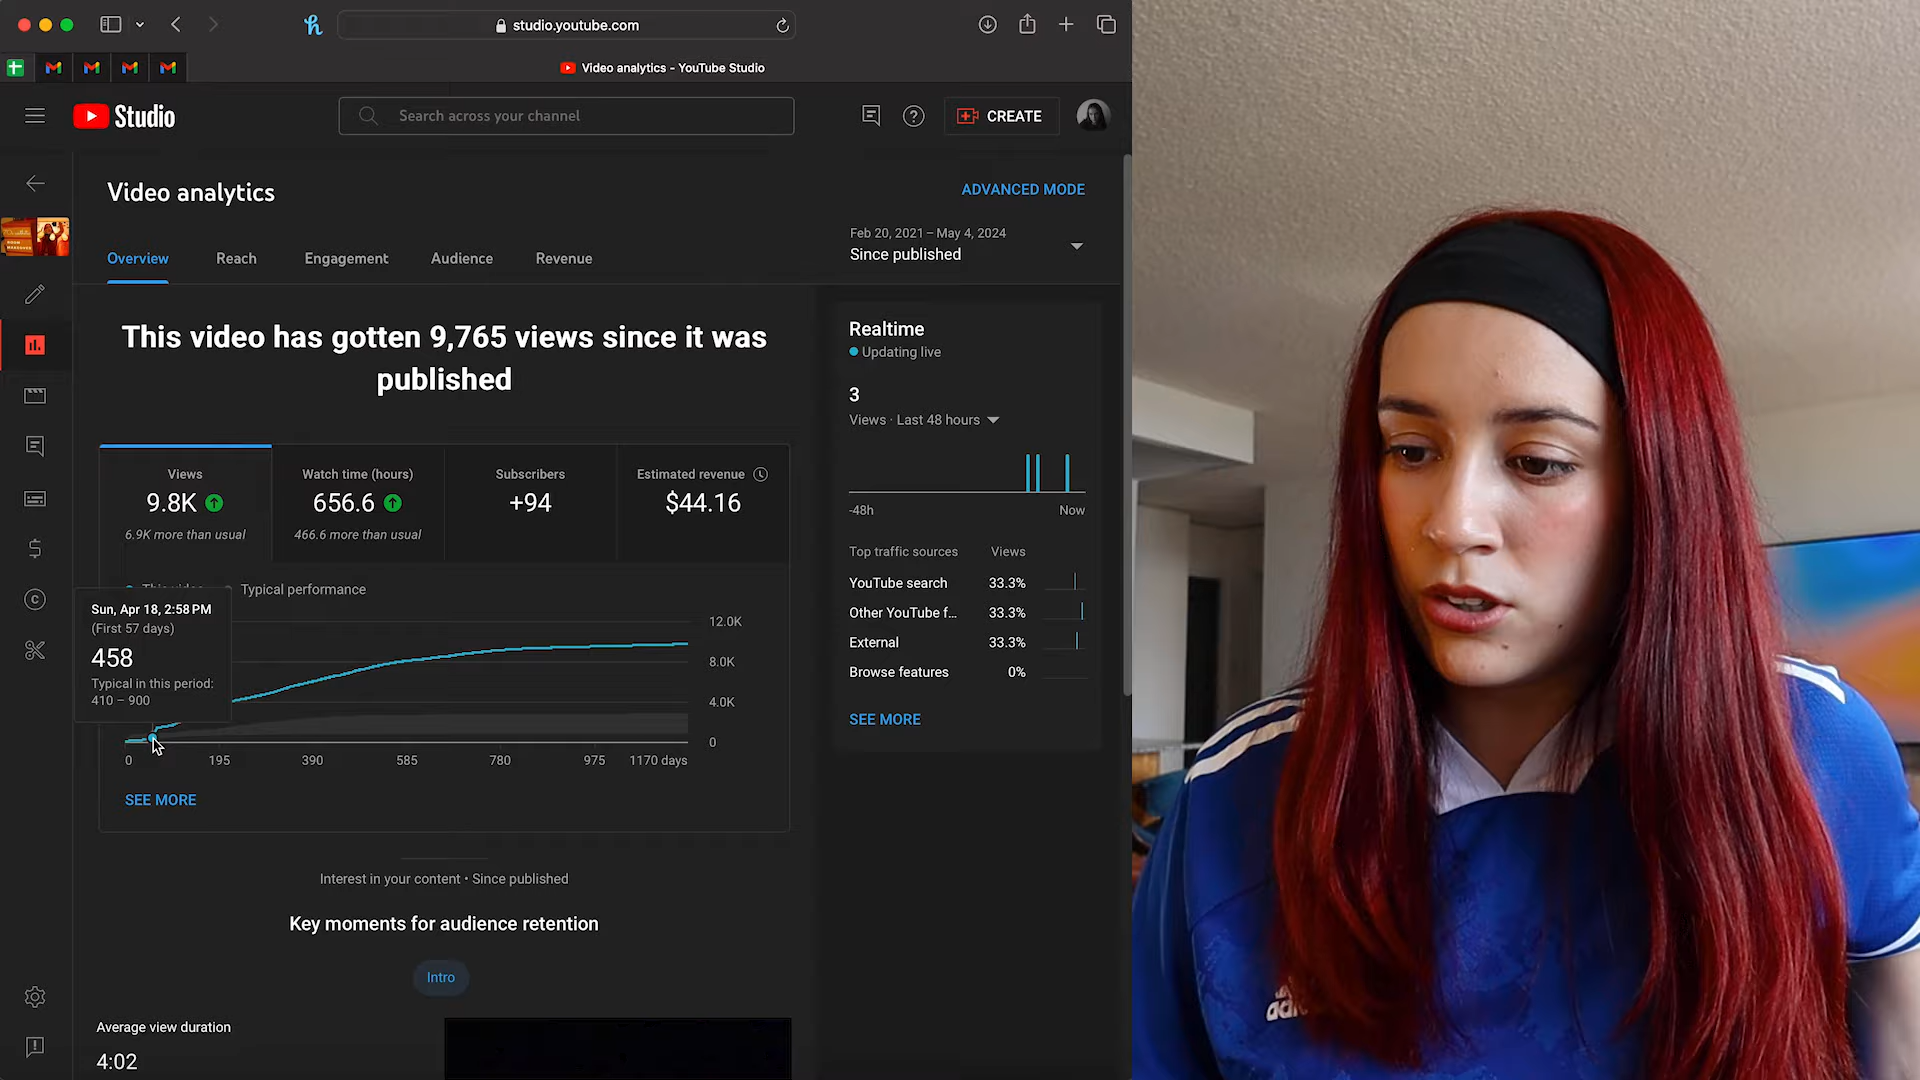 studio.youtube.com
Video analytics - YouTube Studio
Studio
Search across your channel
CREATE
Video analytics
ADVANCED MODE
Feb 20, 2021 – May 4, 2024
Since published
Overview
Reach
Engagement
Audience
Revenue
This video has gotten 9,765 views since it was
published
Views
9.8K
6.9K more than usual
Watch time (hours)
656.6
466.6 more than usual
Subscribers
+94
Estimated revenue
$44.16
Typical performance
Sun, Apr 18, 2:58 PM
(First 57 days)
458
Typical in this period:
410 – 900
12.0K
8.0K
4.0K
0
0
195
390
585
780
975
1170 days
SEE MORE
Interest in your content • Since published
Key moments for audience retention
Intro
Average view duration
4:02
Realtime
Updating live
3
Views · Last 48 hours
-48h
Now
Top traffic sources
Views
YouTube search
33.3%
Other YouTube f...
33.3%
External
33.3%
Browse features
0%
SEE MORE